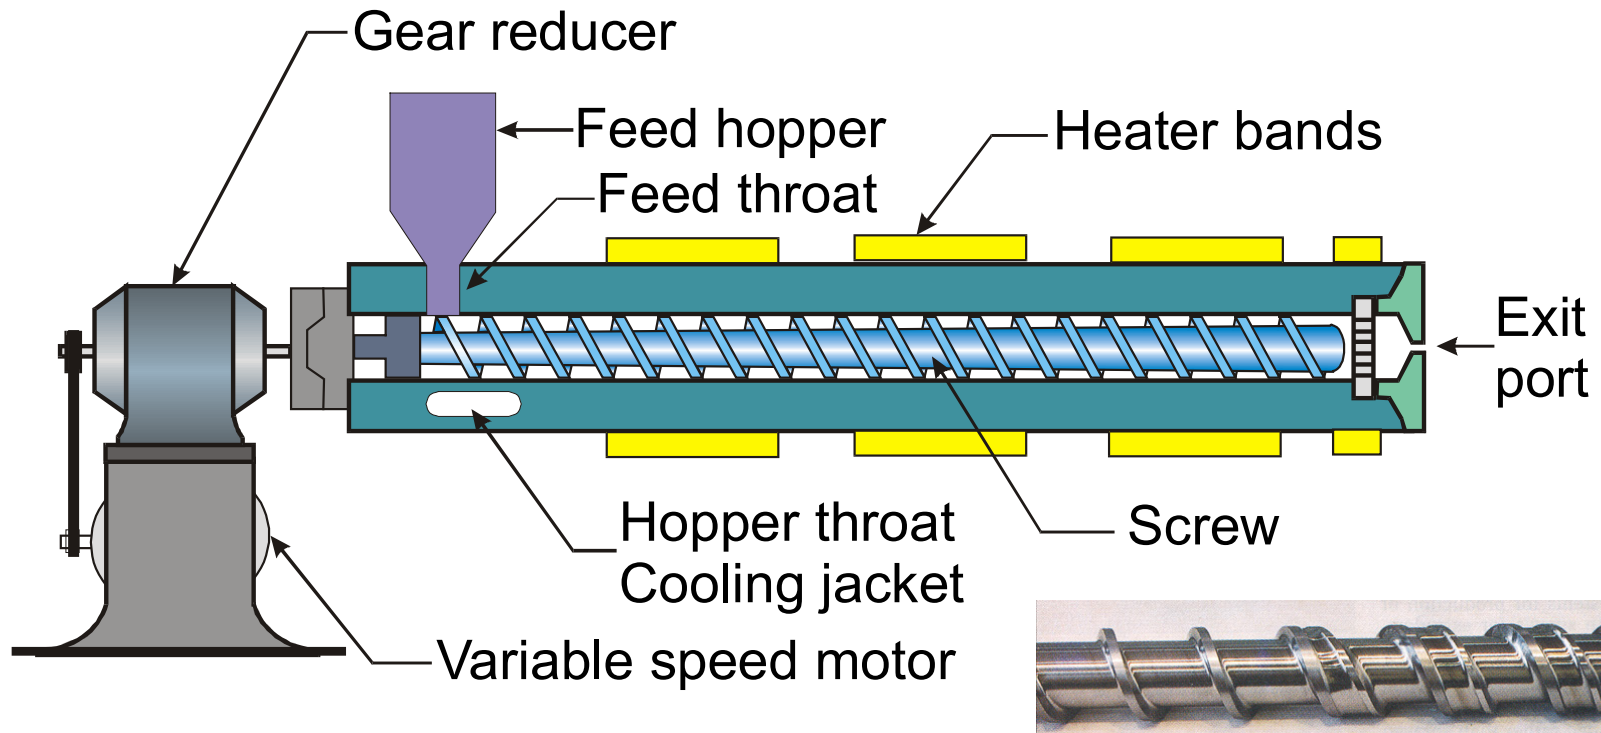 Gear reducer
Feed hopper
Heater bands
Feed throat
Exit
port
Hopper throat
Cooling jacket
Screw
Variable speed motor